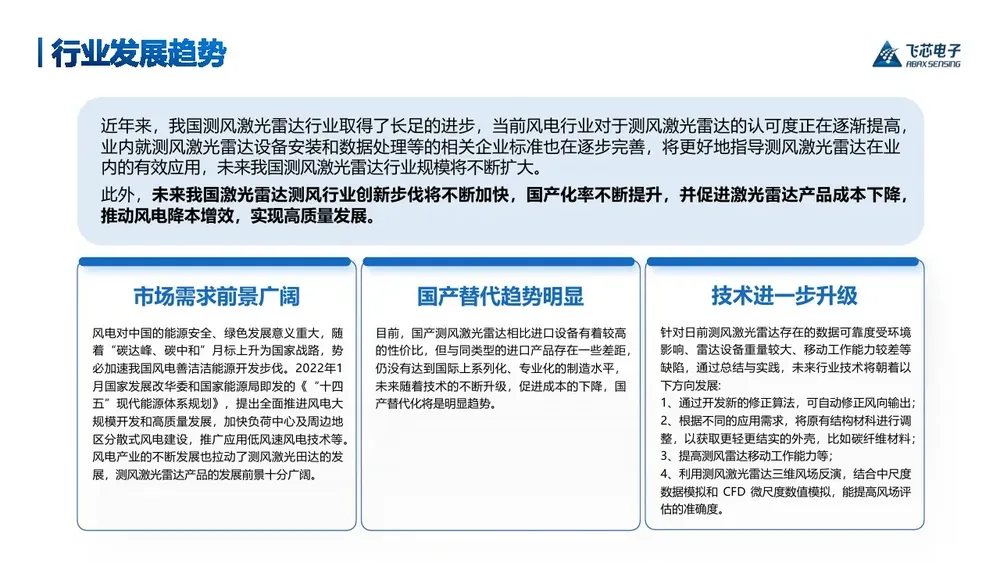 行业发展趋势
飞芯电子
ABAX SENSING
近年来，我国测风激光雷达行业取得了长足的进步，当前风电行业对于测风激光雷达的认可度正在逐渐提高，
业内就测风激光雷达设备安装和数据处理等的相关企业标准也在逐步完善，将更好地指导测风激光雷达在业
内的有效应用，未来我国测风激光雷达行业规模将不断扩大。
此外，未来我国激光雷达测风行业创新步伐将不断加快，国产化率不断提升，并促进激光雷达产品成本下降，
推动风电降本增效，实现高质量发展。
市场需求前景广阔
风电对中国的能源安全、绿色发展意义重大，随
着“碳达峰、碳中和”月标上升为国家战路，势
必加速我国风电善洁洁能源开发步伐。2022年1
月国家发展改华委和国家能源局即发的《“十四
五”现代能源体系规划》，提出全面推进风电大
规模开发和高质量发展，加快负荷中心及周边地
区分散式风电建设，推广应用低风速风电技术等。
风电产业的不断发展也拉动了测风激光田达的发
展，测风激光雷达产品的发展前景十分广阔。
国产替代趋势明显
目前，国产测风激光雷达相比进口设备有着较高
的性价比，但与同类型的进口产品存在一些差距，
仍没有达到国际上系列化、专业化的制造水平，
未来随着技术的不断升级，促进成本的下降，国
产替代化将是明显趋势。
技术进一步升级
针对日前测风激光雷达存在的数据可靠度受环境
影响、雷达设备重量较大、移动工作能力较差等
缺陷，通过总结与实践，未来行业技术将朝着以
下方向发展:
1、通过开发新的修正算法，可自动修正风向输出；
2、根据不同的应用需求，将原有结构材料进行调
整，以获取更轻更结实的外壳，比如碳纤维材料；
3、提高测风雷达移动工作能力等；
4、利用测风激光雷达三维风场反演，结合中尺度
数据模拟和 CFD 微尺度数值模拟，能提高风场评
估的准确度。